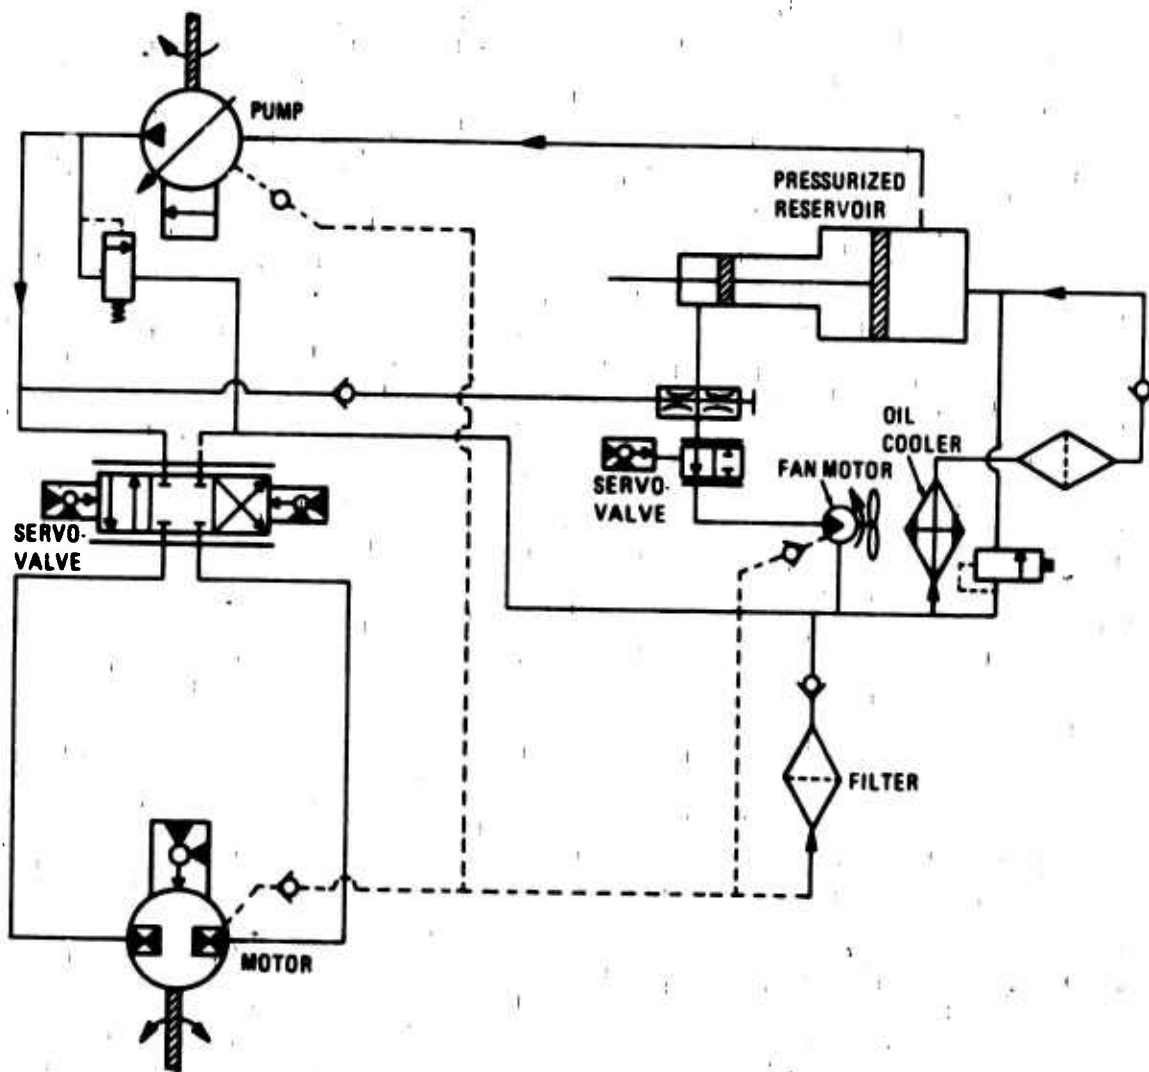 PUMP
PRESSURIZED
RESERVOIR
OIL
COOLER
FAN MOTOR
SERVO-
VALVE
SERVO-
VALVE
FILTER
MOTOR